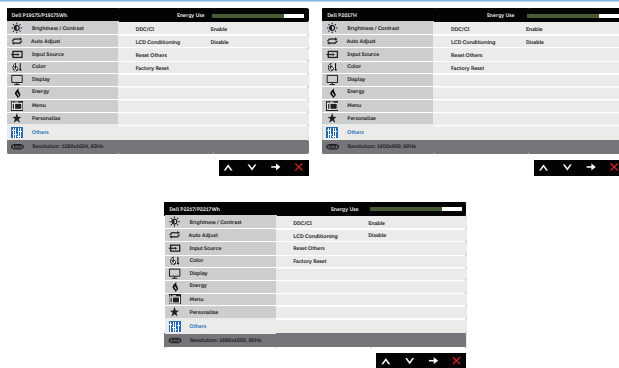 Dell P1917S/P1917SWh Energy Use
Brightness / Contrast DDC/CI Enable
Auto Adjust LCD Conditioning Disable
Input Source Reset Others
Color Factory Reset
Display
Energy
Menu
Personalize
Others
Resolution: 1280x1024, 60Hz
Dell P2017H Energy Use
Brightness / Contrast DDC/CI Enable
Auto Adjust LCD Conditioning Disable
Input Source Reset Others
Color Factory Reset
Display
Energy
Menu
Personalize
Others
Resolution: 1600x900, 60Hz
Dell P2217/P2217Wh Energy Use
Brightness / Contrast DDC/CI Enable
Auto Adjust LCD Conditioning Disable
Input Source Reset Others
Color Factory Reset
Display
Energy
Menu
Personalize
Others
Resolution: 1680x1050, 60Hz